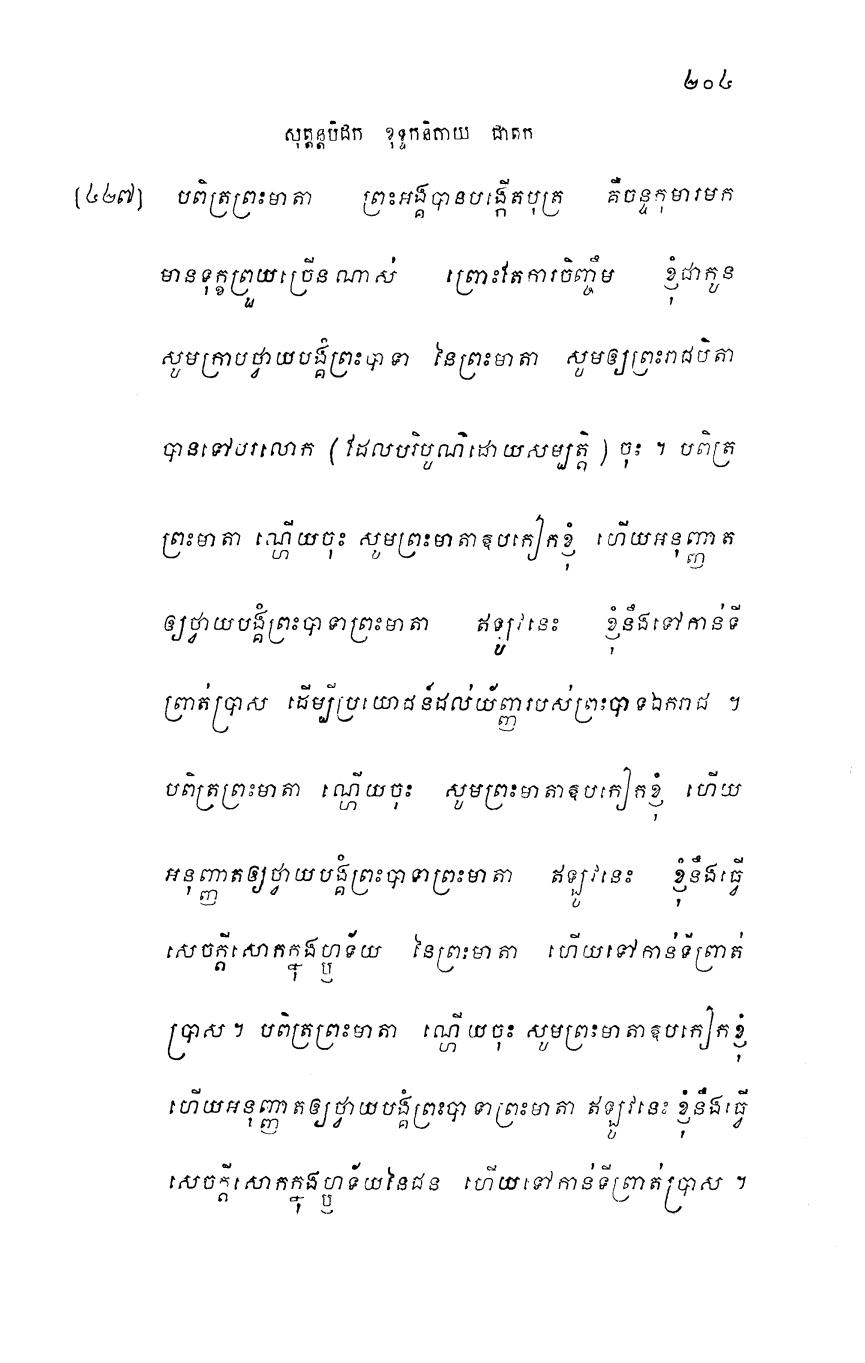 ២០៤
សុត្តន្តបិដក ខុទ្ទកនិកាយ ជាតក
[៤២៧] បពិត្រព្រះមាតា ព្រះអង្គបានបង្កើតបុត្រ គឺចន្ទកុមារមក
មានទុក្ខព្រួយច្រើនណាស់ ព្រោះតែការចិញ្ចឹម ខ្ញុំជាកូន
សូមក្រាបថ្វាយបង្គំព្រះបាទា នៃព្រះមាតា សូមឲ្យព្រះរាជបិតា
បានទៅបរលោក (ដែលបរិបូណ៌ដោយសម្បត្តិ) ចុះ ។ បពិត្រ
ព្រះមាតា ណ្ហើយចុះ សូមព្រះមាតាឱបកៀកខ្ញុំ ហើយអនុញ្ញាត
ឲ្យថ្វាយបង្គំព្រះបាទាព្រះមាតា ឥឡូវនេះ ខ្ញុំនឹងទៅកាន់ទី
ព្រាត់ប្រាស ដើម្បីប្រយោជន៍ដល់យ័ញ្ញរបស់ព្រះបាទឯករាជ ។
បពិត្រព្រះមាតា ណ្ហើយចុះ សូមព្រះមាតាឱបកៀកខ្ញុំ ហើយ
អនុញ្ញាតឲ្យថ្វាយបង្គំព្រះបាទាព្រះមាតា ឥឡូវនេះ ខ្ញុំនឹងធ្វើ
សេចក្តីសោកក្នុងហ្ឫទ័យ នៃព្រះមាតា ហើយទៅកាន់ទីព្រាត់
ប្រាស ។ បពិត្រព្រះមាតា ណ្ហើយចុះ សូមព្រះមាតាឱបកៀកខ្ញុំ
ហើយអនុញ្ញាតឲ្យថ្វាយបង្គំព្រះបាទាព្រះមាតា ឥឡូវនេះ ខ្ញុំនឹងធ្វើ
សេចក្តីសោកក្នុងហ្ឫទ័យនៃជន ហើយទៅកាន់ទីព្រាត់ប្រាស ។